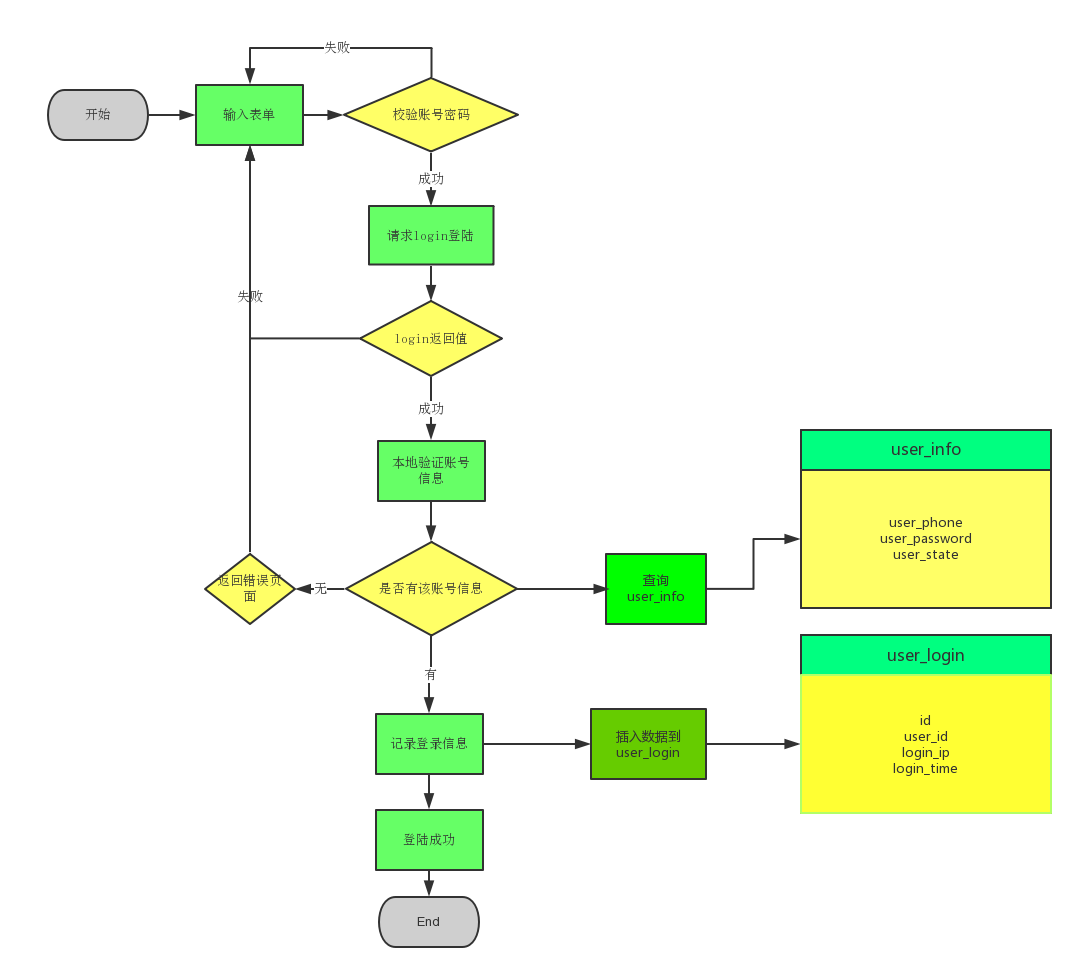 失败
开始
输入表单
校验账号密码
成功
请求login登陆
失败
login返回值
成功
本地验证账号
信息
user_info
user_phone
user_password
user_state
返回错误页
面
无
是否有该账号信息
查询
user_info
有
user_login
id
user_id
login_ip
login_time
记录登录信息
插入数据到
user_login
登陆成功
End